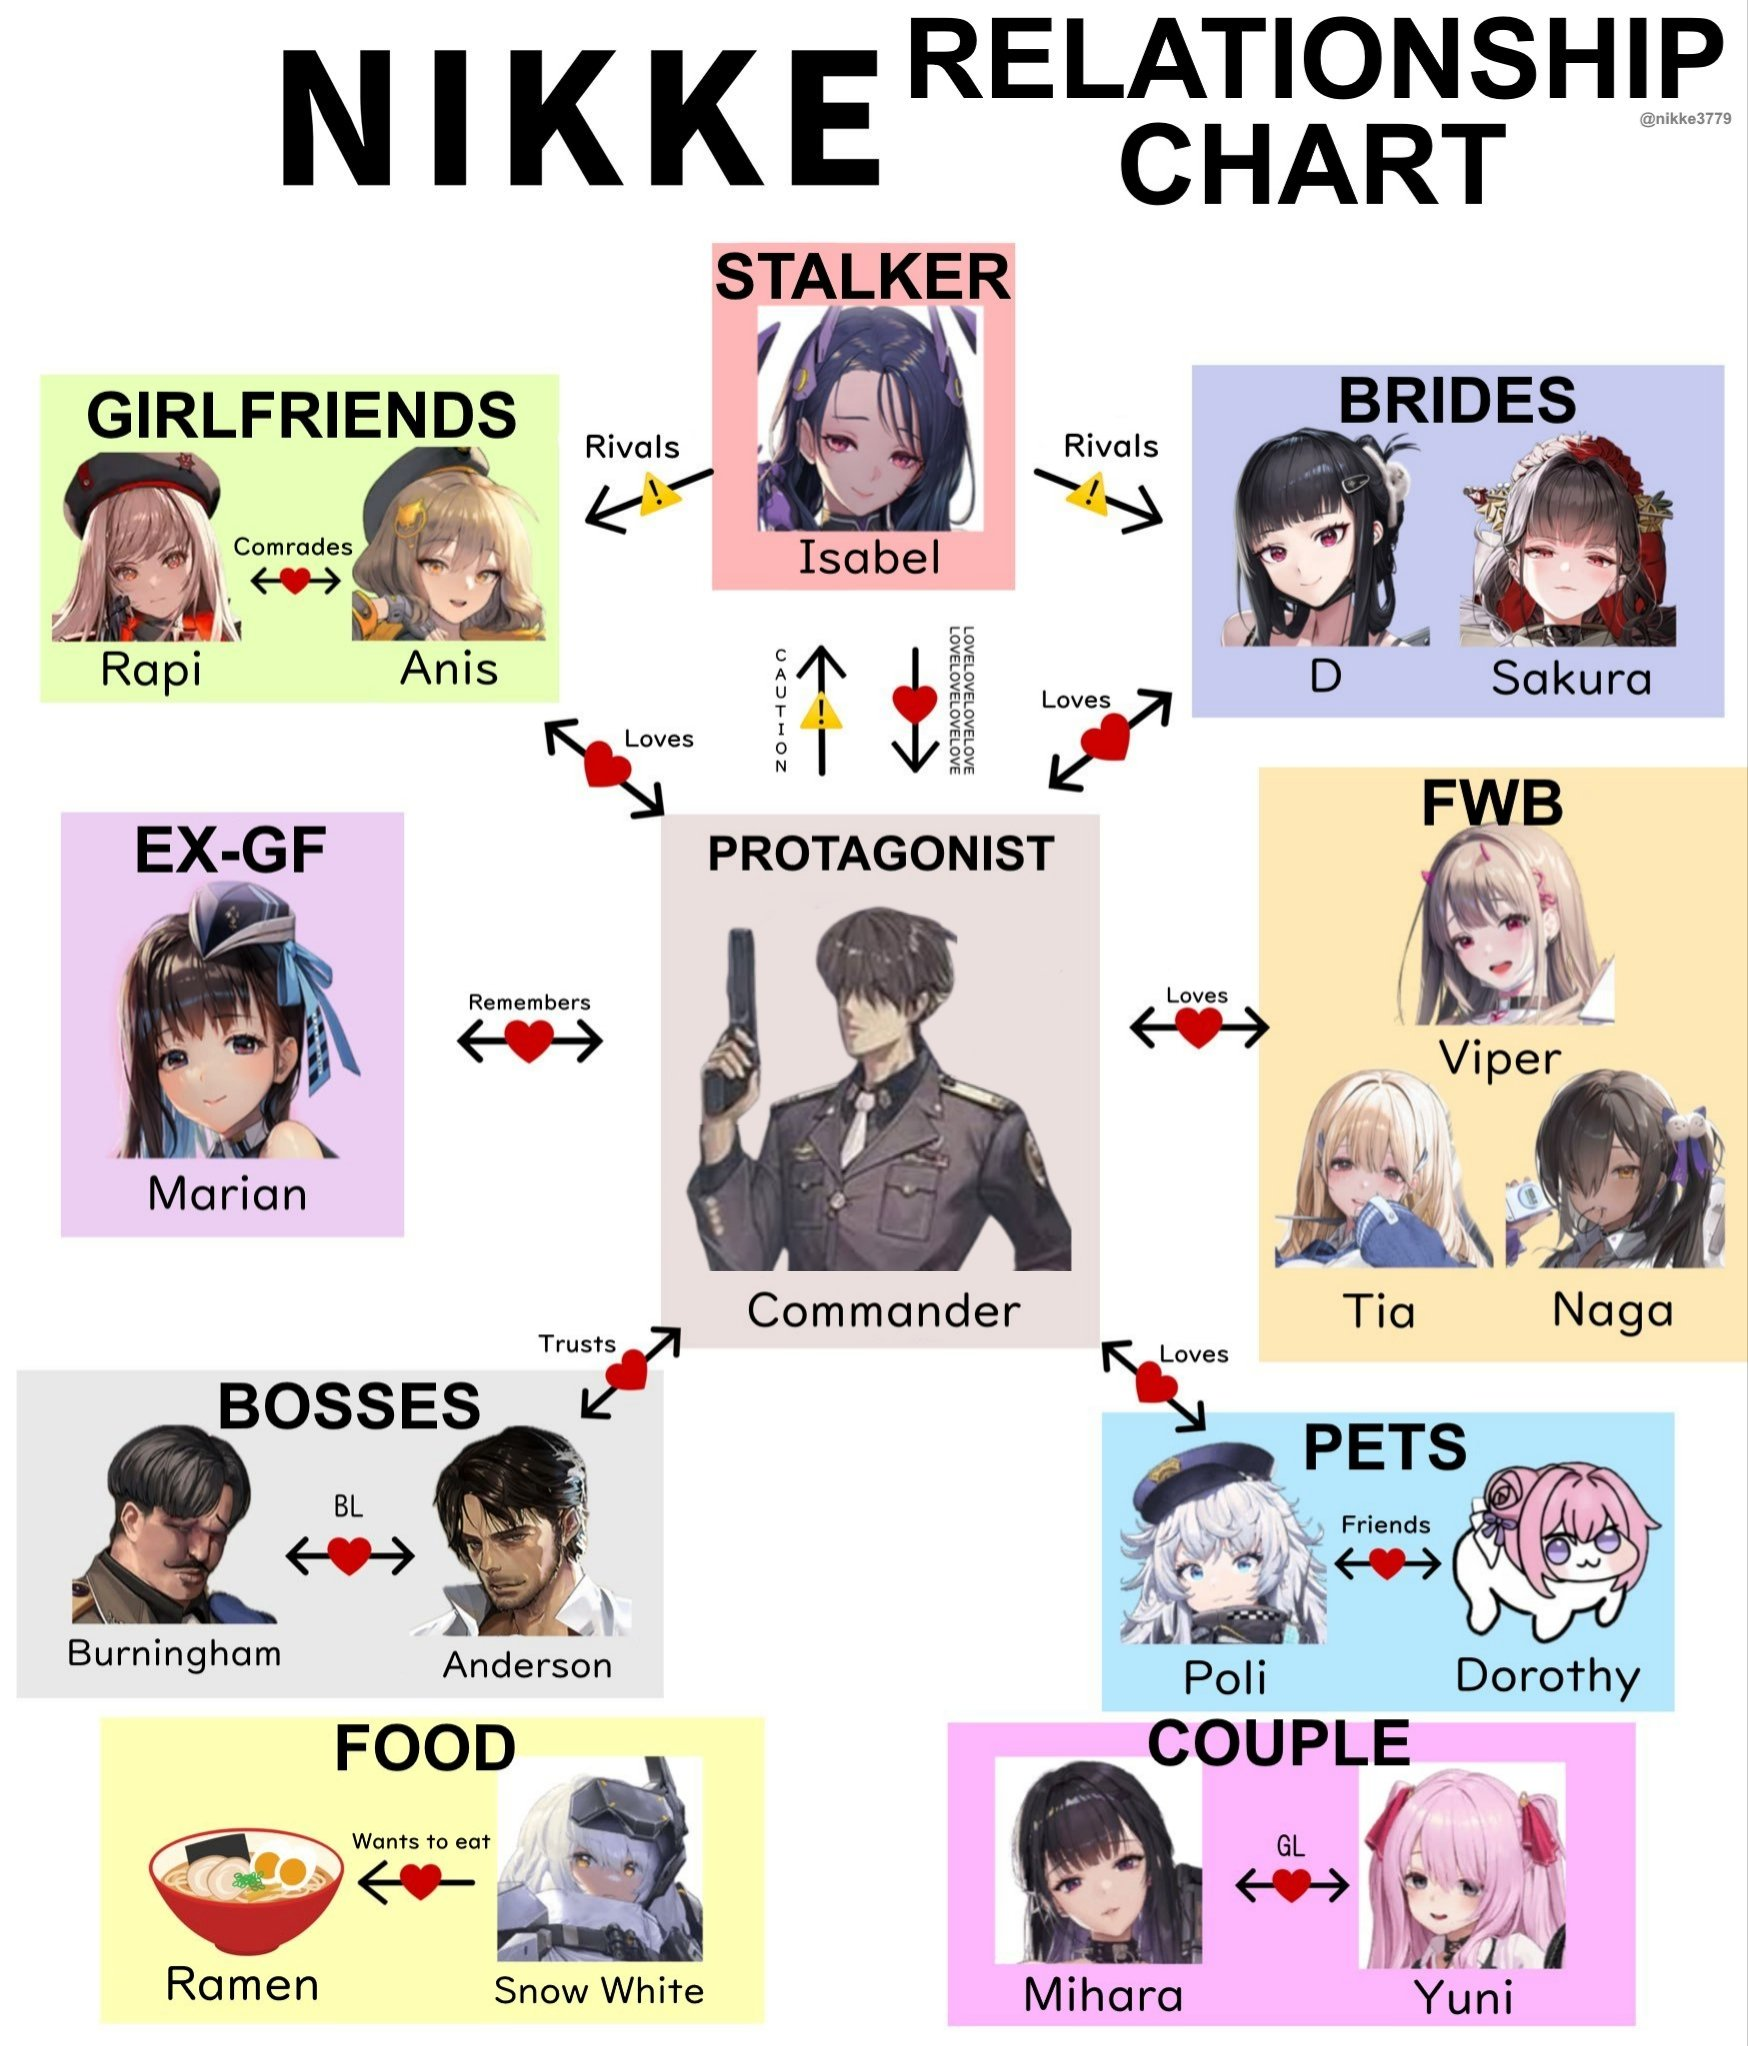 NIKKE
RELATIONSHIP
CHART
@nikke3779
STALKER
Isabel
GIRLFRIENDS
Comrades
Rapi
Anis
Rivals
Rivals
BRIDES
D
Sakura
CAUTION
LOVELOVELOVELOVE
LOVELOVELOVELOVE
Loves
Loves
EX-GF
Marian
Remembers
PROTAGONIST
Commander
Loves
FWB
Viper
Tia
Naga
Trusts
Loves
BOSSES
BL
Burningham
Anderson
PETS
Friends
Poli
Dorothy
FOOD
Wants to eat
Ramen
Snow White
COUPLE
GL
Mihara
Yuni